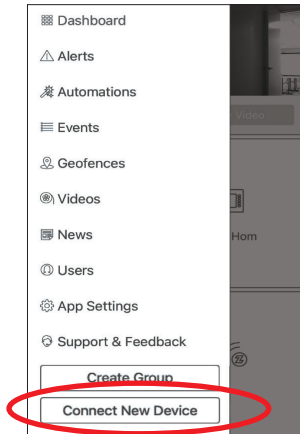 Dashboard
Alerts
Automations
Events
Video
Geofences
Videos
News
Hom
Users
App Settings
Support & Feedback
Create Group
Connect New Device